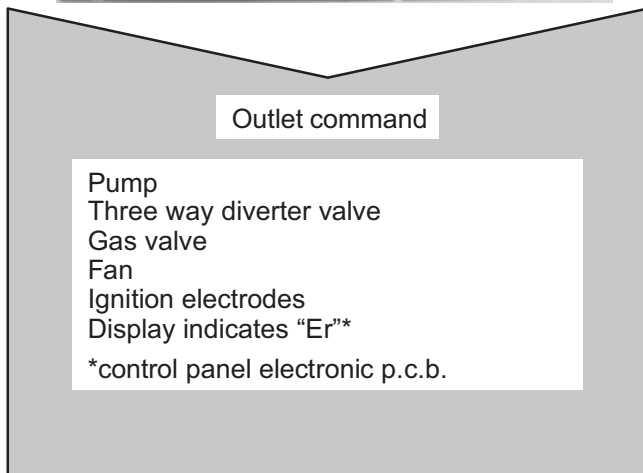 Outlet command
Pump
Three way diverter valve
Gas valve
Fan
Ignition electrodes
Display indicates “Er”*
*control panel electronic p.c.b.